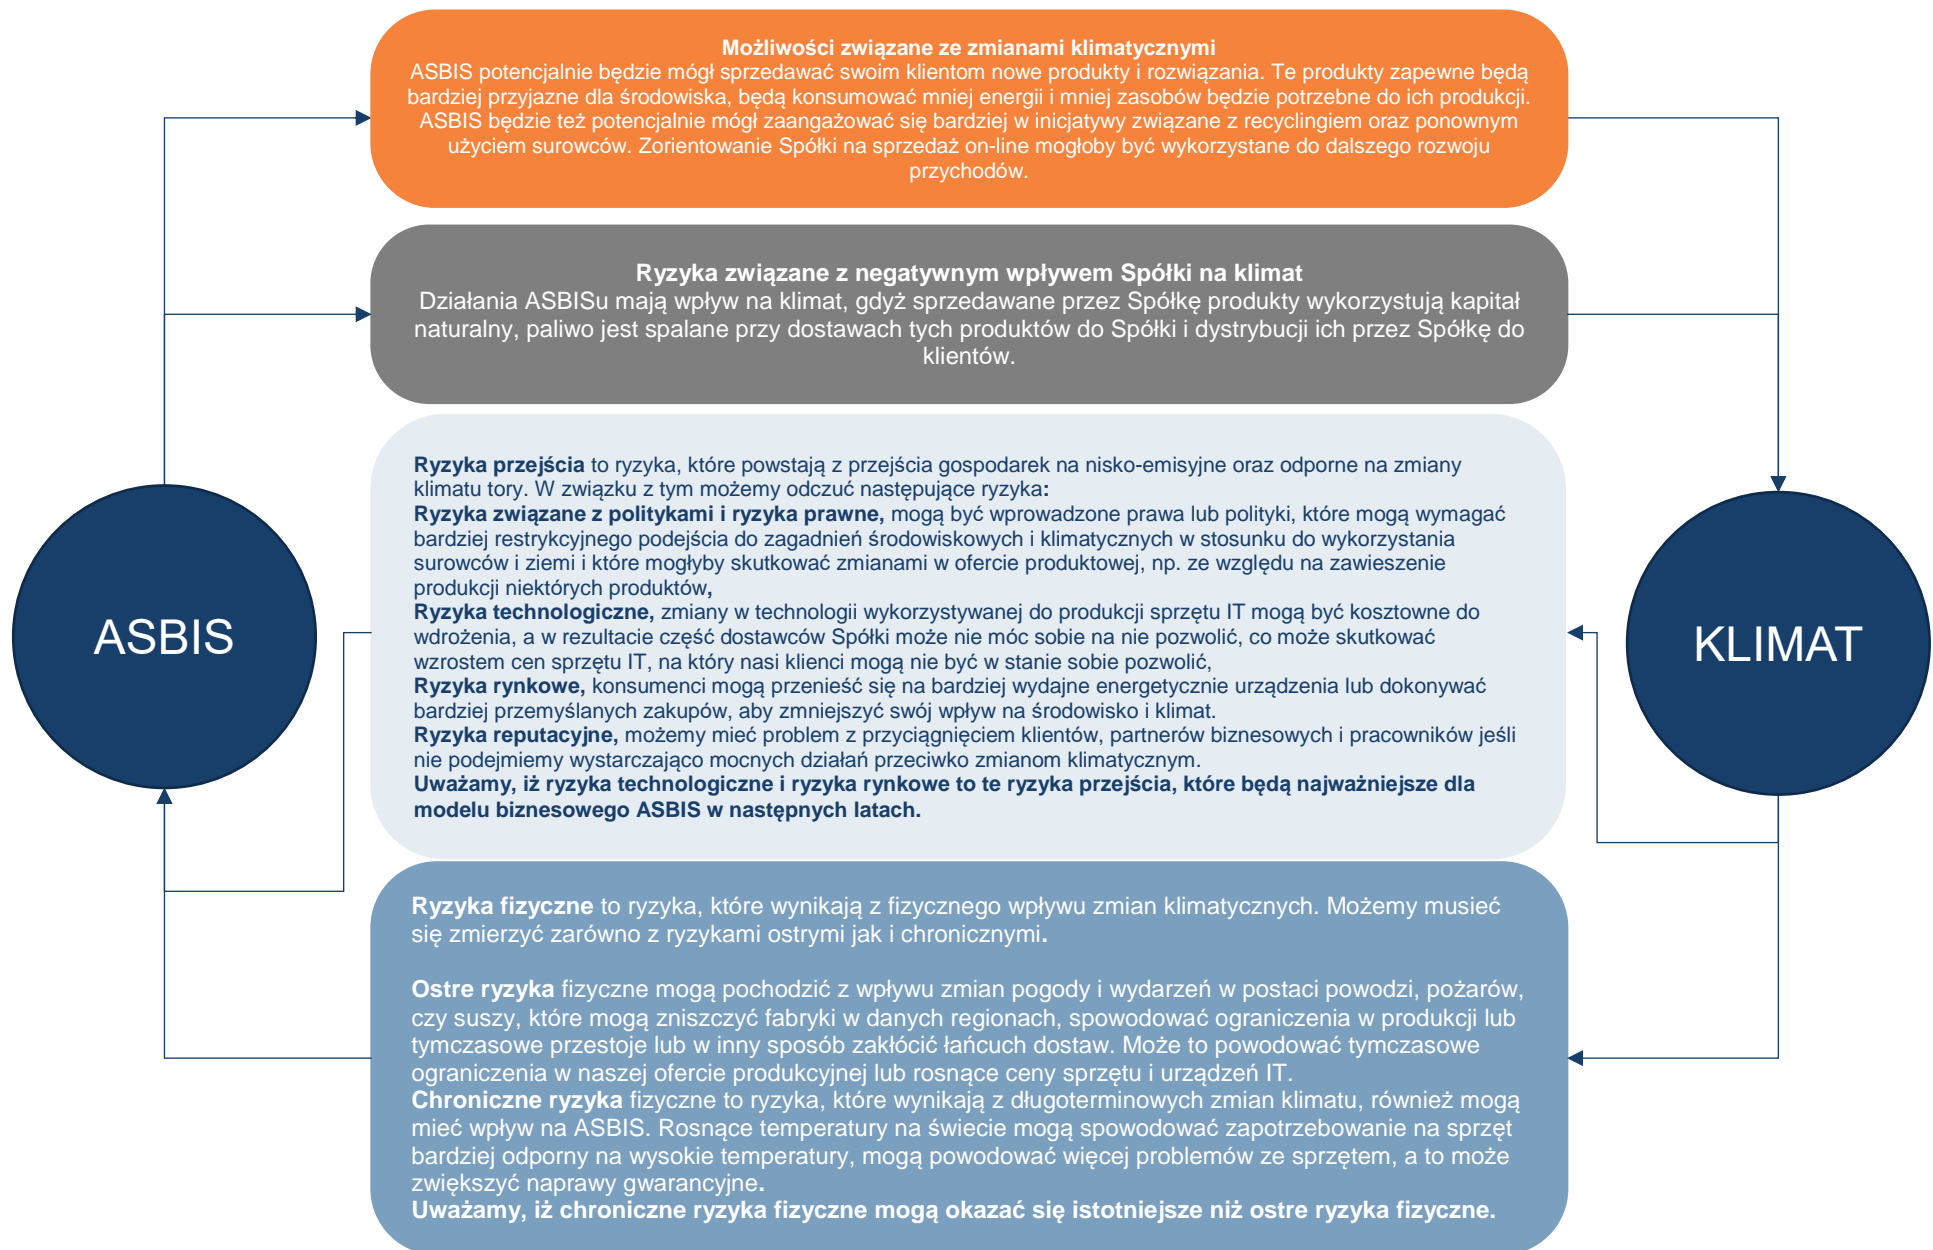 Możliwości związane ze zmianami klimatycznymi
ASBIS potencjalnie będzie mógł sprzedawać swoim klientom nowe produkty i rozwiązania. Te produkty zapewne będą
bardziej przyjazne dla środowiska, będą konsumować mniej energii i mniej zasobów będzie potrzebne do ich produkcji.
ASBIS będzie też potencjalnie mógł zaangażować się bardziej w inicjatywy związane z recyclingiem oraz ponownym
użyciem surowców. Zorientowanie Spółki na sprzedaż on-line mogłoby być wykorzystane do dalszego rozwoju
przychodów.
Ryzyka związane z negatywnym wpływem Spółki na klimat
Działania ASBISu mają wpływ na klimat, gdyż sprzedawane przez Spółkę produkty wykorzystują kapitał
naturalny, paliwo jest spalane przy dostawach tych produktów do Spółki i dystrybucji ich przez Spółkę do
klientów.
ASBIS
Ryzyka przejścia to ryzyka, które powstają z przejścia gospodarek na nisko-emisyjne oraz odporne na zmiany
klimatu tory. W związku z tym możemy odczuć następujące ryzyka:
Ryzyka związane z politykami i ryzyka prawne, mogą być wprowadzone prawa lub polityki, które mogą wymagać
bardziej restrykcyjnego podejścia do zagadnień środowiskowych i klimatycznych w stosunku do wykorzystania
surowców i ziemi i które mogłyby skutkować zmianami w ofercie produktowej, np. ze względu na zawieszenie
produkcji niektórych produktów,
Ryzyka technologiczne, zmiany w technologii wykorzystywanej do produkcji sprzętu IT mogą być kosztowne do
wdrożenia, a w rezultacie część dostawców Spółki może nie móc sobie na nie pozwolić, co może skutkować
wzrostem cen sprzętu IT, na który nasi klienci mogą nie być w stanie sobie pozwolić,
Ryzyka rynkowe, konsumenci mogą przenieść się na bardziej wydajne energetycznie urządzenia lub dokonywać
bardziej przemyślanych zakupów, aby zmniejszyć swój wpływ na środowisko i klimat.
Ryzyka reputacyjne, możemy mieć problem z przyciągnięciem klientów, partnerów biznesowych i pracowników jeśli
nie podejmiemy wystarczająco mocnych działań przeciwko zmianom klimatycznym.
Uważamy, iż ryzyka technologiczne i ryzyka rynkowe to te ryzyka przejścia, które będą najważniejsze dla
modelu biznesowego ASBIS w następnych latach.
KLIMAT
Ryzyka fizyczne to ryzyka, które wynikają z fizycznego wpływu zmian klimatycznych. Możemy musieć
się zmierzyć zarówno z ryzykami ostrymi jak i chronicznymi.
Ostre ryzyka fizyczne mogą pochodzić z wpływu zmian pogody i wydarzeń w postaci powodzi, pożarów,
czy suszy, które mogą zniszczyć fabryki w danych regionach, spowodować ograniczenia w produkcji lub
tymczasowe przestoje lub w inny sposób zakłócić łańcuch dostaw. Może to powodować tymczasowe
ograniczenia w naszej ofercie produkcyjnej lub rosnące ceny sprzętu i urządzeń IT.
Chroniczne ryzyka fizyczne to ryzyka, które wynikają z długoterminowych zmian klimatu, również mogą
mieć wpływ na ASBIS. Rosnące temperatury na świecie mogą spowodować zapotrzebowanie na sprzęt
bardziej odporny na wysokie temperatury, mogą powodować więcej problemów ze sprzętem, a to może
zwiększyć naprawy gwarancyjne.
Uważamy, iż chroniczne ryzyka fizyczne mogą okazać się istotniejsze niż ostre ryzyka fizyczne.